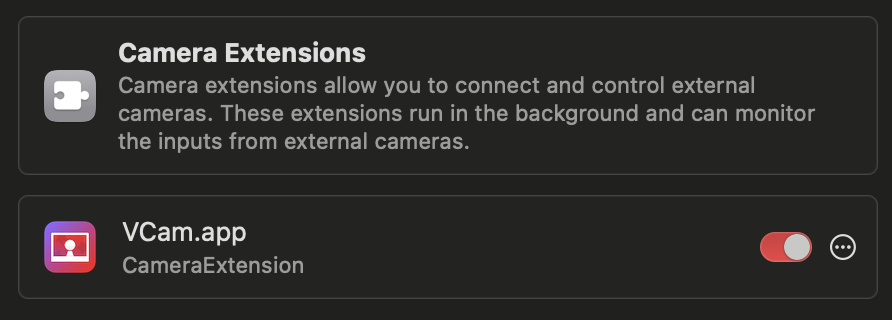 Camera Extensions
Camera extensions allow you to connect and control external
cameras. These extensions run in the background and can monitor
the inputs from external cameras.
VCam.app
CameraExtension